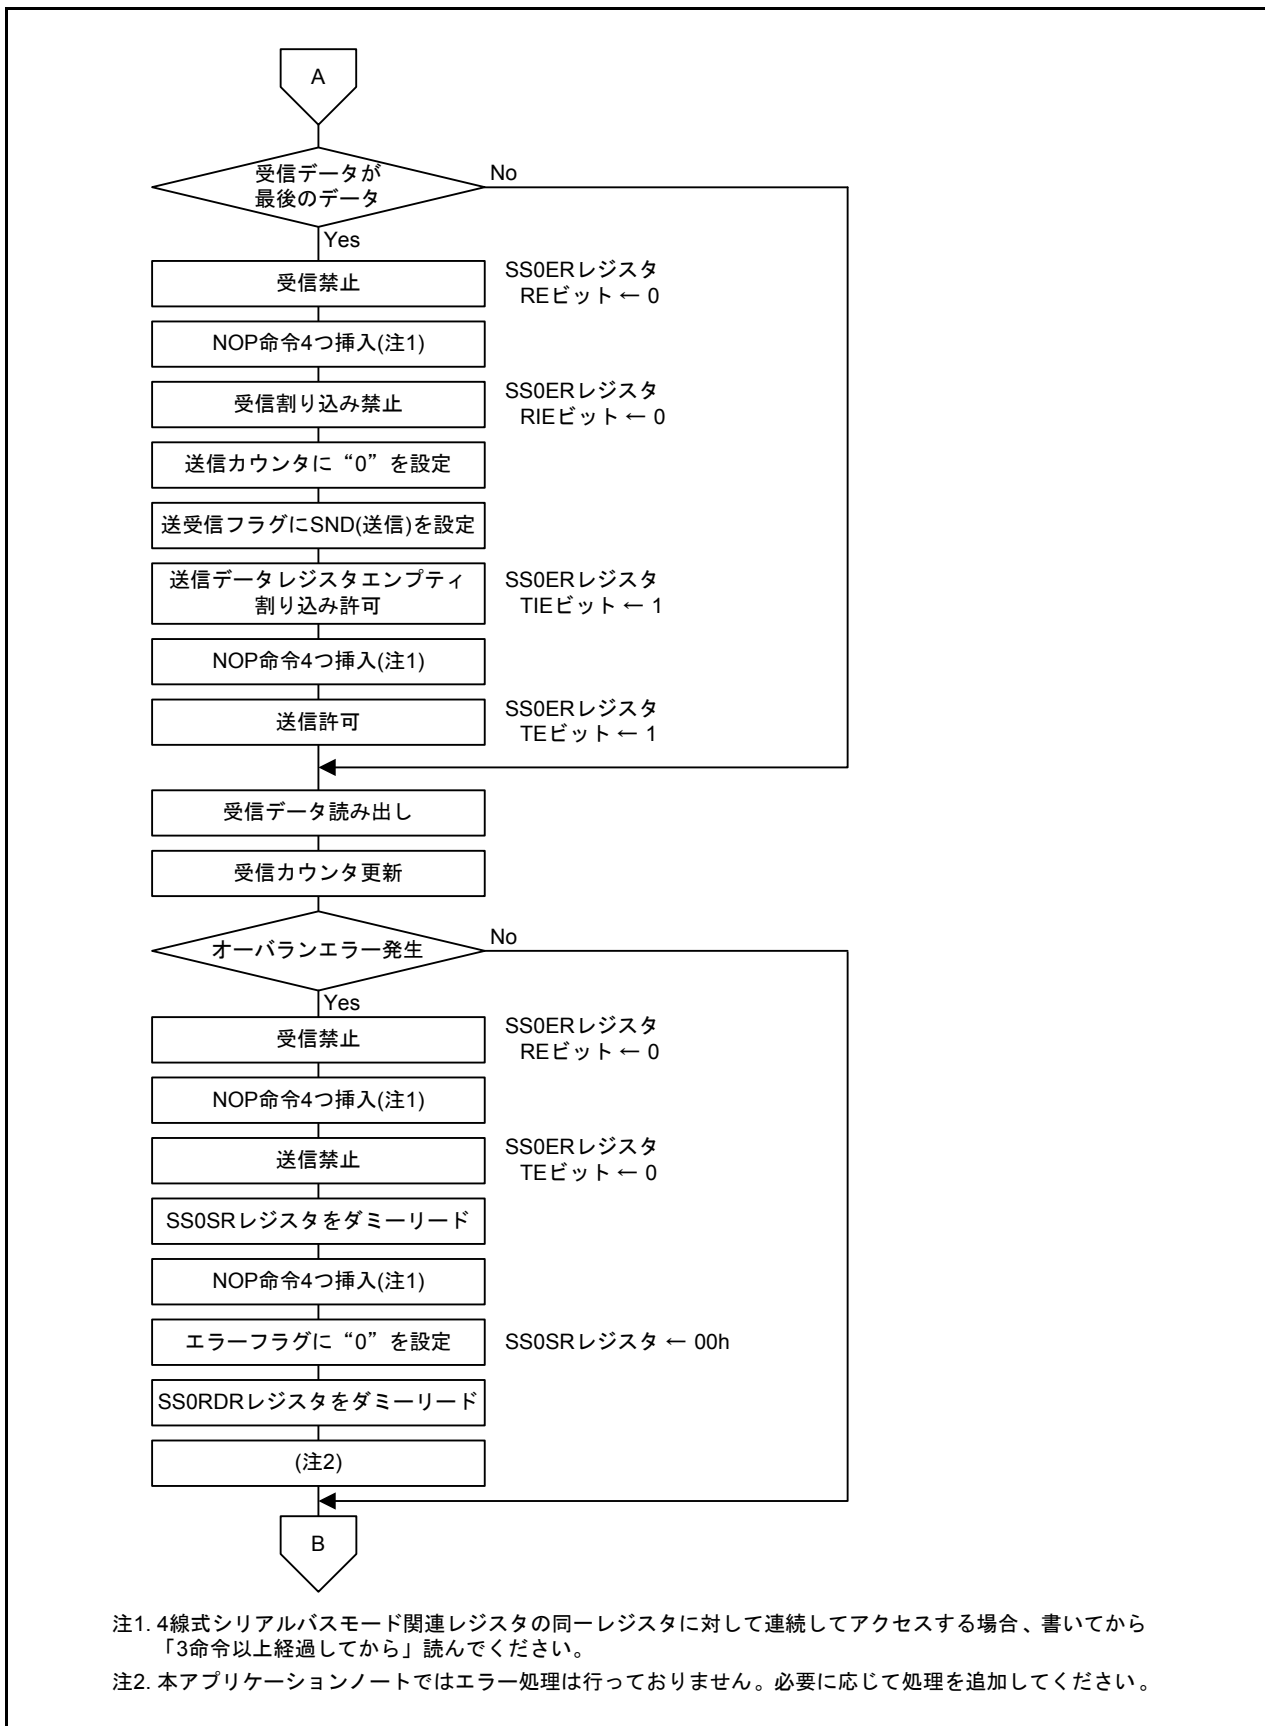 A
受信データが
最後のデータ
No
Yes
受信禁止
SS0ERレジスタ
REビット ← 0
NOP命令4つ挿入(注1)
受信割り込み禁止
SS0ERレジスタ
RIEビット ← 0
送信カウンタに“0”を設定
送受信フラグにSND(送信)を設定
送信データレジスタエンプティ
割り込み許可
SS0ERレジスタ
TIEビット ← 1
NOP命令4つ挿入(注1)
送信許可
SS0ERレジスタ
TEビット ← 1
受信データ読み出し
受信カウンタ更新
オーバランエラー発生
No
Yes
受信禁止
SS0ERレジスタ
REビット ← 0
NOP命令4つ挿入(注1)
送信禁止
SS0ERレジスタ
TEビット ← 0
SS0SRレジスタをダミーリード
NOP命令4つ挿入(注1)
エラーフラグに“0”を設定
SS0SRレジスタ ← 00h
SS0RDRレジスタをダミーリード
(注2)
B
注1. 4線式シリアルバスモード関連レジスタの同一レジスタに対して連続してアクセスする場合、書いてから
「3命令以上経過してから」読んでください。
注2. 本アプリケーションノートではエラー処理は行っておりません。必要に応じて処理を追加してください。